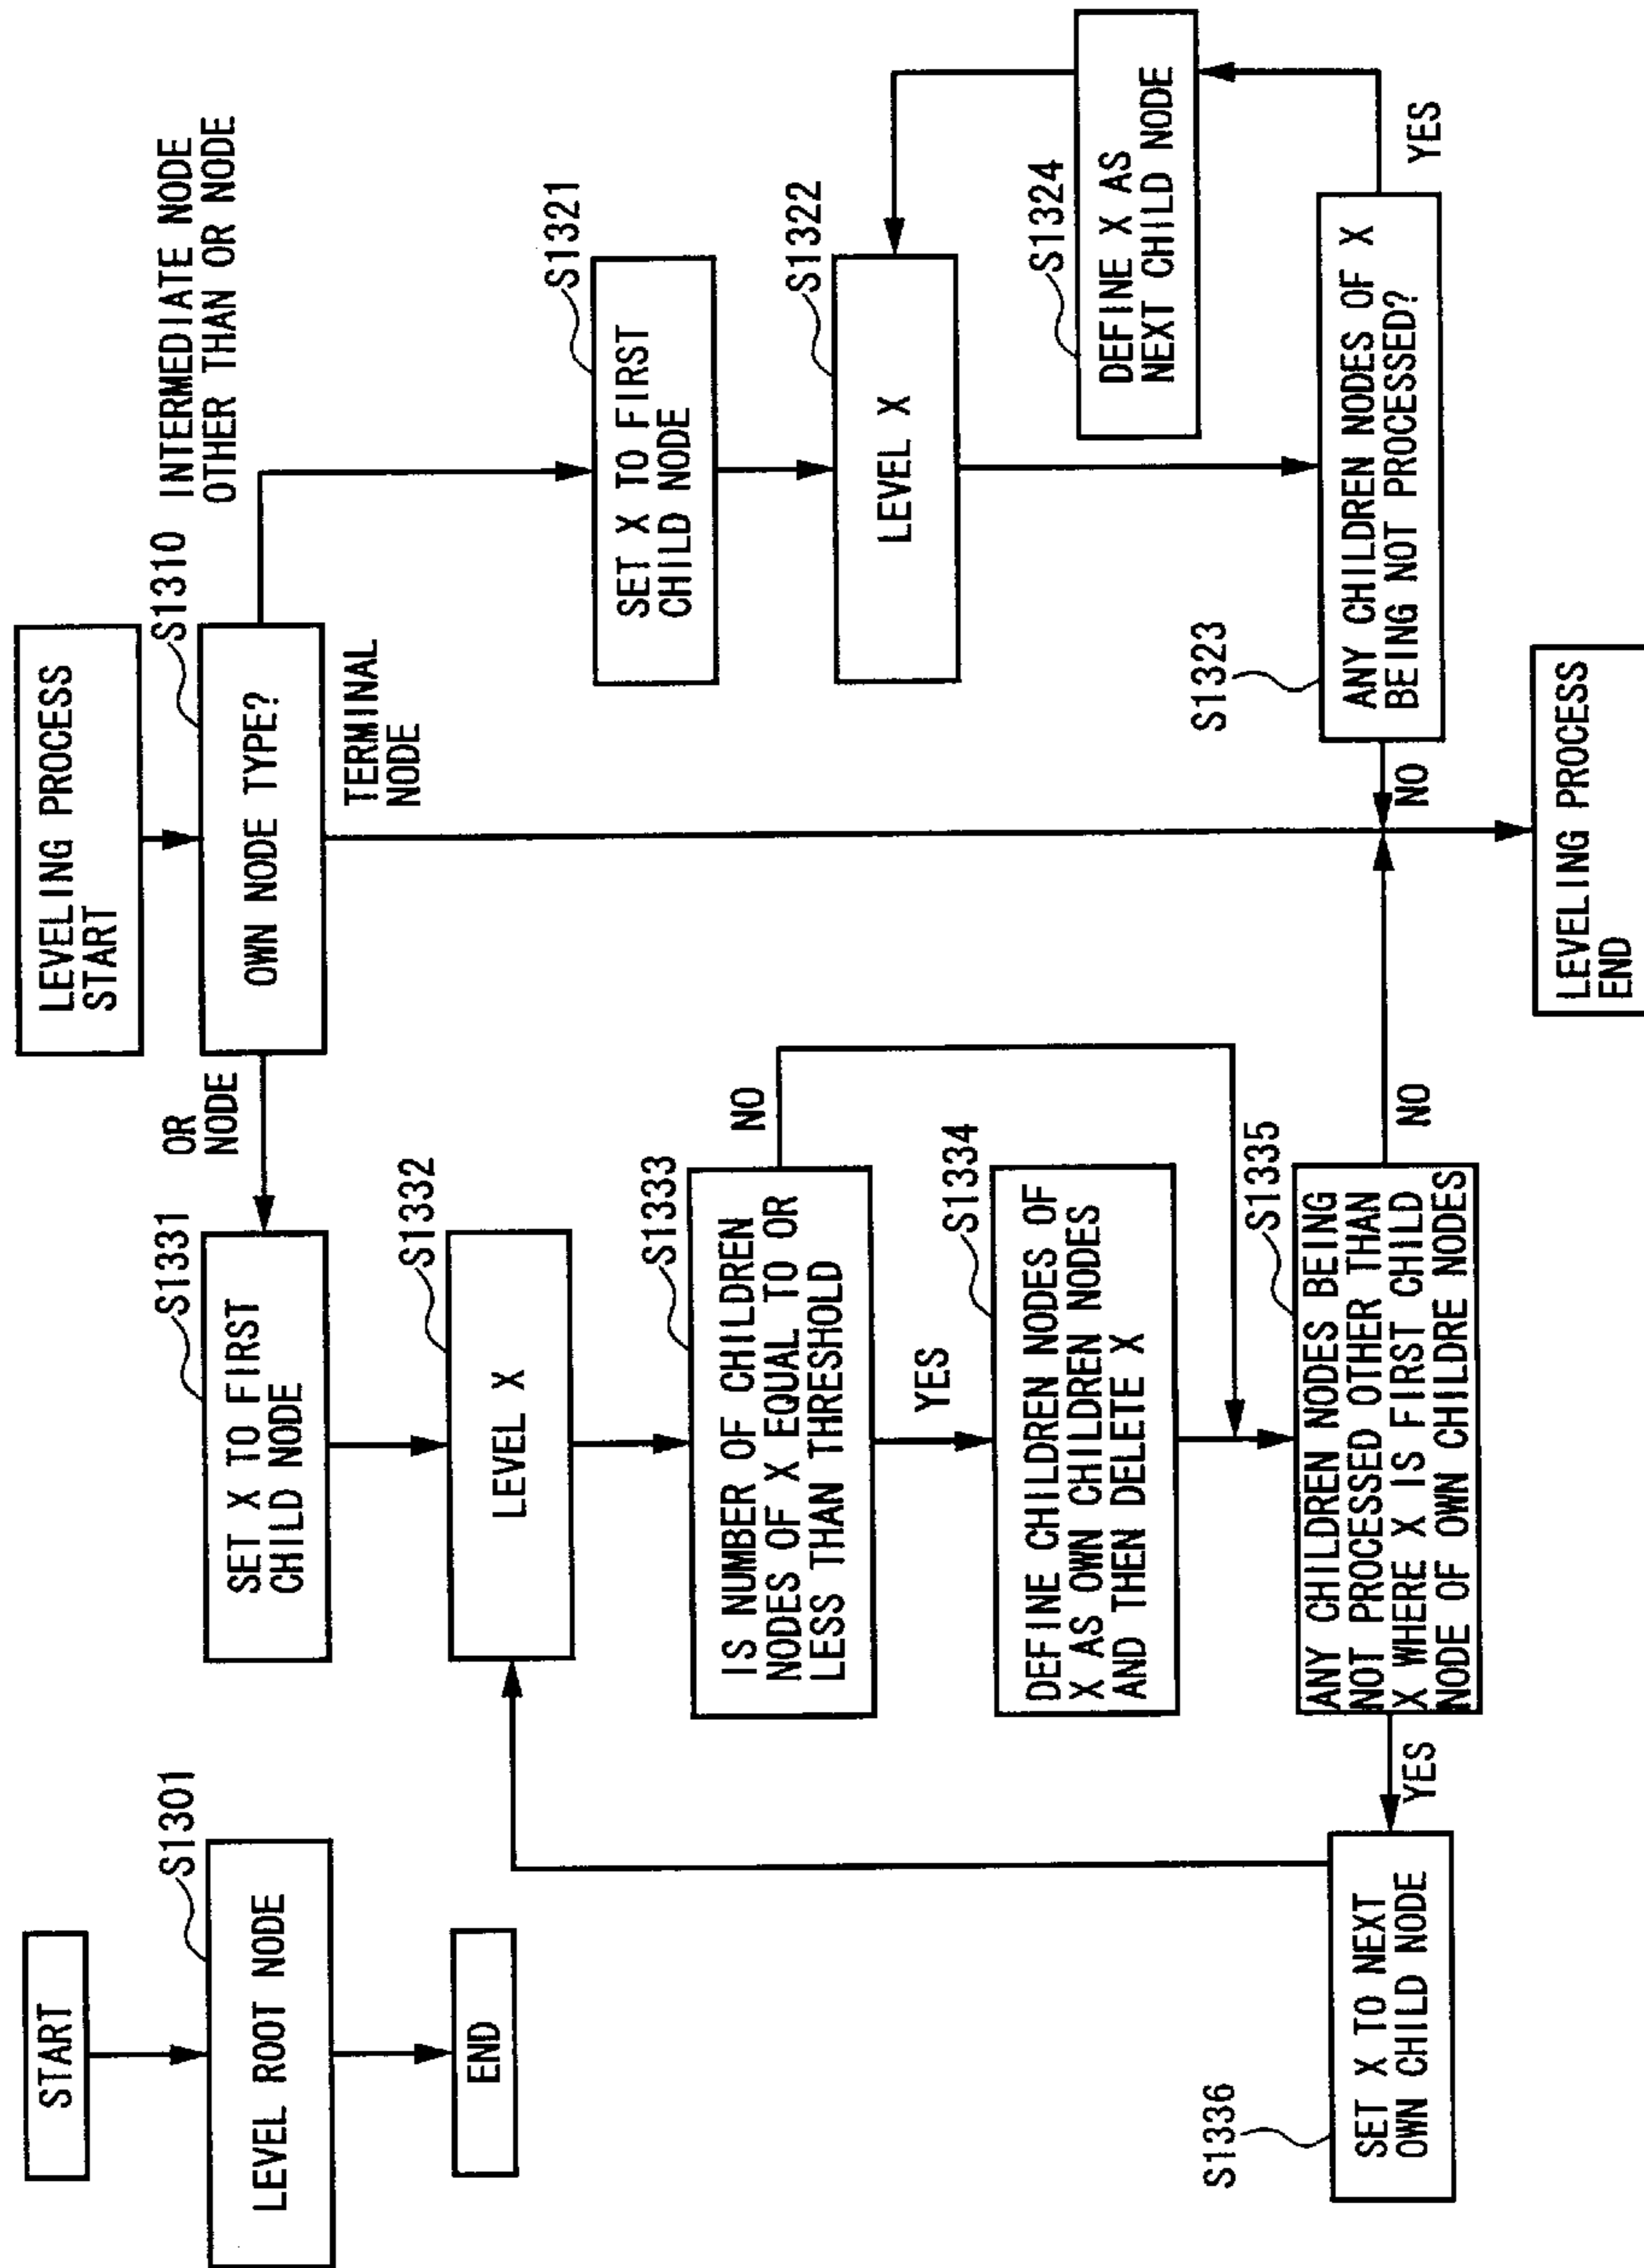 START
S1301
LEVEL ROOT NODE
END
LEVELING PROCESS
START
S1310
OWN NODE TYPE?
OR
NODE
TERMINAL
NODE
INTERMEDIATE NODE
OTHER THAN OR NODE
S1331
SET X TO FIRST
CHILD NODE
S1332
LEVEL X
S1333
IS NUMBER OF CHILDREN
NODES OF X EQUAL TO OR
LESS THAN THRESHOLD
NO
YES
S1334
DEFINE CHILDREN NODES OF
X AS OWN CHILDREN NODES
AND THEN DELETE X
S1335
ANY CHILDREN NODES BEING
NOT PROCESSED OTHER THAN
X WHERE X IS FIRST CHILD
NODE OF OWN CHILDRE NODES
YES
NO
S1336
SET X TO NEXT
OWN CHILD NODE
S1321
SET X TO FIRST
CHILD NODE
S1322
LEVEL X
S1324
DEFINE X AS
NEXT CHILD NODE
S1323
ANY CHILDREN NODES OF X
BEING NOT PROCESSED?
YES
NO
LEVELING PROCESS
END